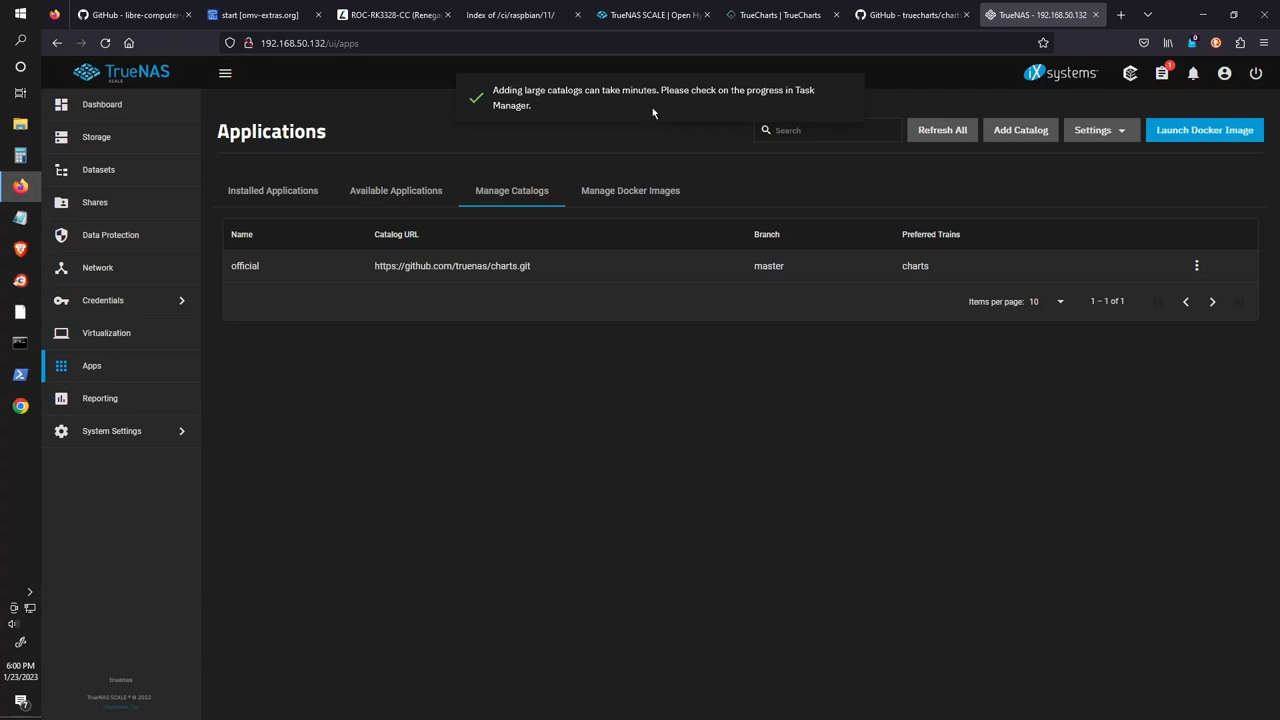 GitHub - libre-computer-
start [omv-extras.org]
ROC-RK3328-CC (Renega
Index of /ci/raspbian/11/
TrueNAS SCALE | Open Hy
TrueCharts | TrueCharts
GitHub - truecharts/chart
TrueNAS - 192.168.50.132
192.168.50.132/ui/apps
0
TrueNAS
SCALE
iXsystems
1
Adding large catalogs can take minutes. Please check on the progress in Task
Manager.
Dashboard
Storage
Datasets
Shares
Data Protection
Network
Credentials
Virtualization
Apps
Reporting
System Settings
Applications
Search
Refresh All
Add Catalog
Settings
Launch Docker Image
Installed Applications
Available Applications
Manage Catalogs
Manage Docker Images
Name Catalog URL Branch Preferred Trains
official https://github.com/truenas/charts.git master charts
Items per page: 10 1 – 1 of 1
truenas
TrueNAS SCALE ® © 2022
6:00 PM
1/23/2023
7